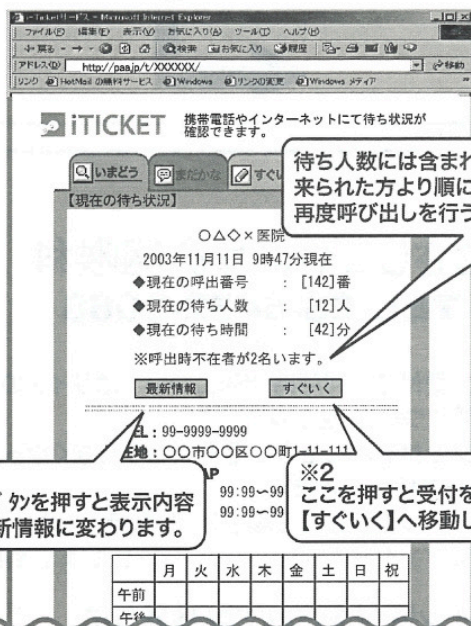 i-Ticketｻｰﾋﾞｽ - Microsoft Internet Explorer
ファイル(F) 編集(E) 表示(V) お気に入り(A) ツール(T) ヘルプ(H)
戻る 検索 お気に入り 履歴
アドレス(D) http://paa.jp/t/XXXXXX/ 移動
リンク HotMail の無料サービス Windows リンクの変更 Windows メディア
iTICKET 携帯電話やインターネットにて待ち状況が
確認できます。
いまどう まだかな すぐい
待ち人数には含まれ
来られた方より順に
再度呼び出しを行う
【現在の待ち状況】
○△◇×医院
2003年11月11日 9時47分現在
◆現在の呼出番号 : [142]番
◆現在の待ち人数 : [12]人
◆現在の待ち時間 : [42]分
※呼出時不在者が2名います。
最新情報 すぐいく
EL : 99-9999-9999
地 : ○○市○○区○○町1-11-111
AP
99:99～99
99:99～99
ﾀﾝを押すと表示内容
新情報に変わります。
※2
ここを押すと受付を
【すぐいく】へ移動し
月 火 水 木 金 土 日 祝
午前
午後